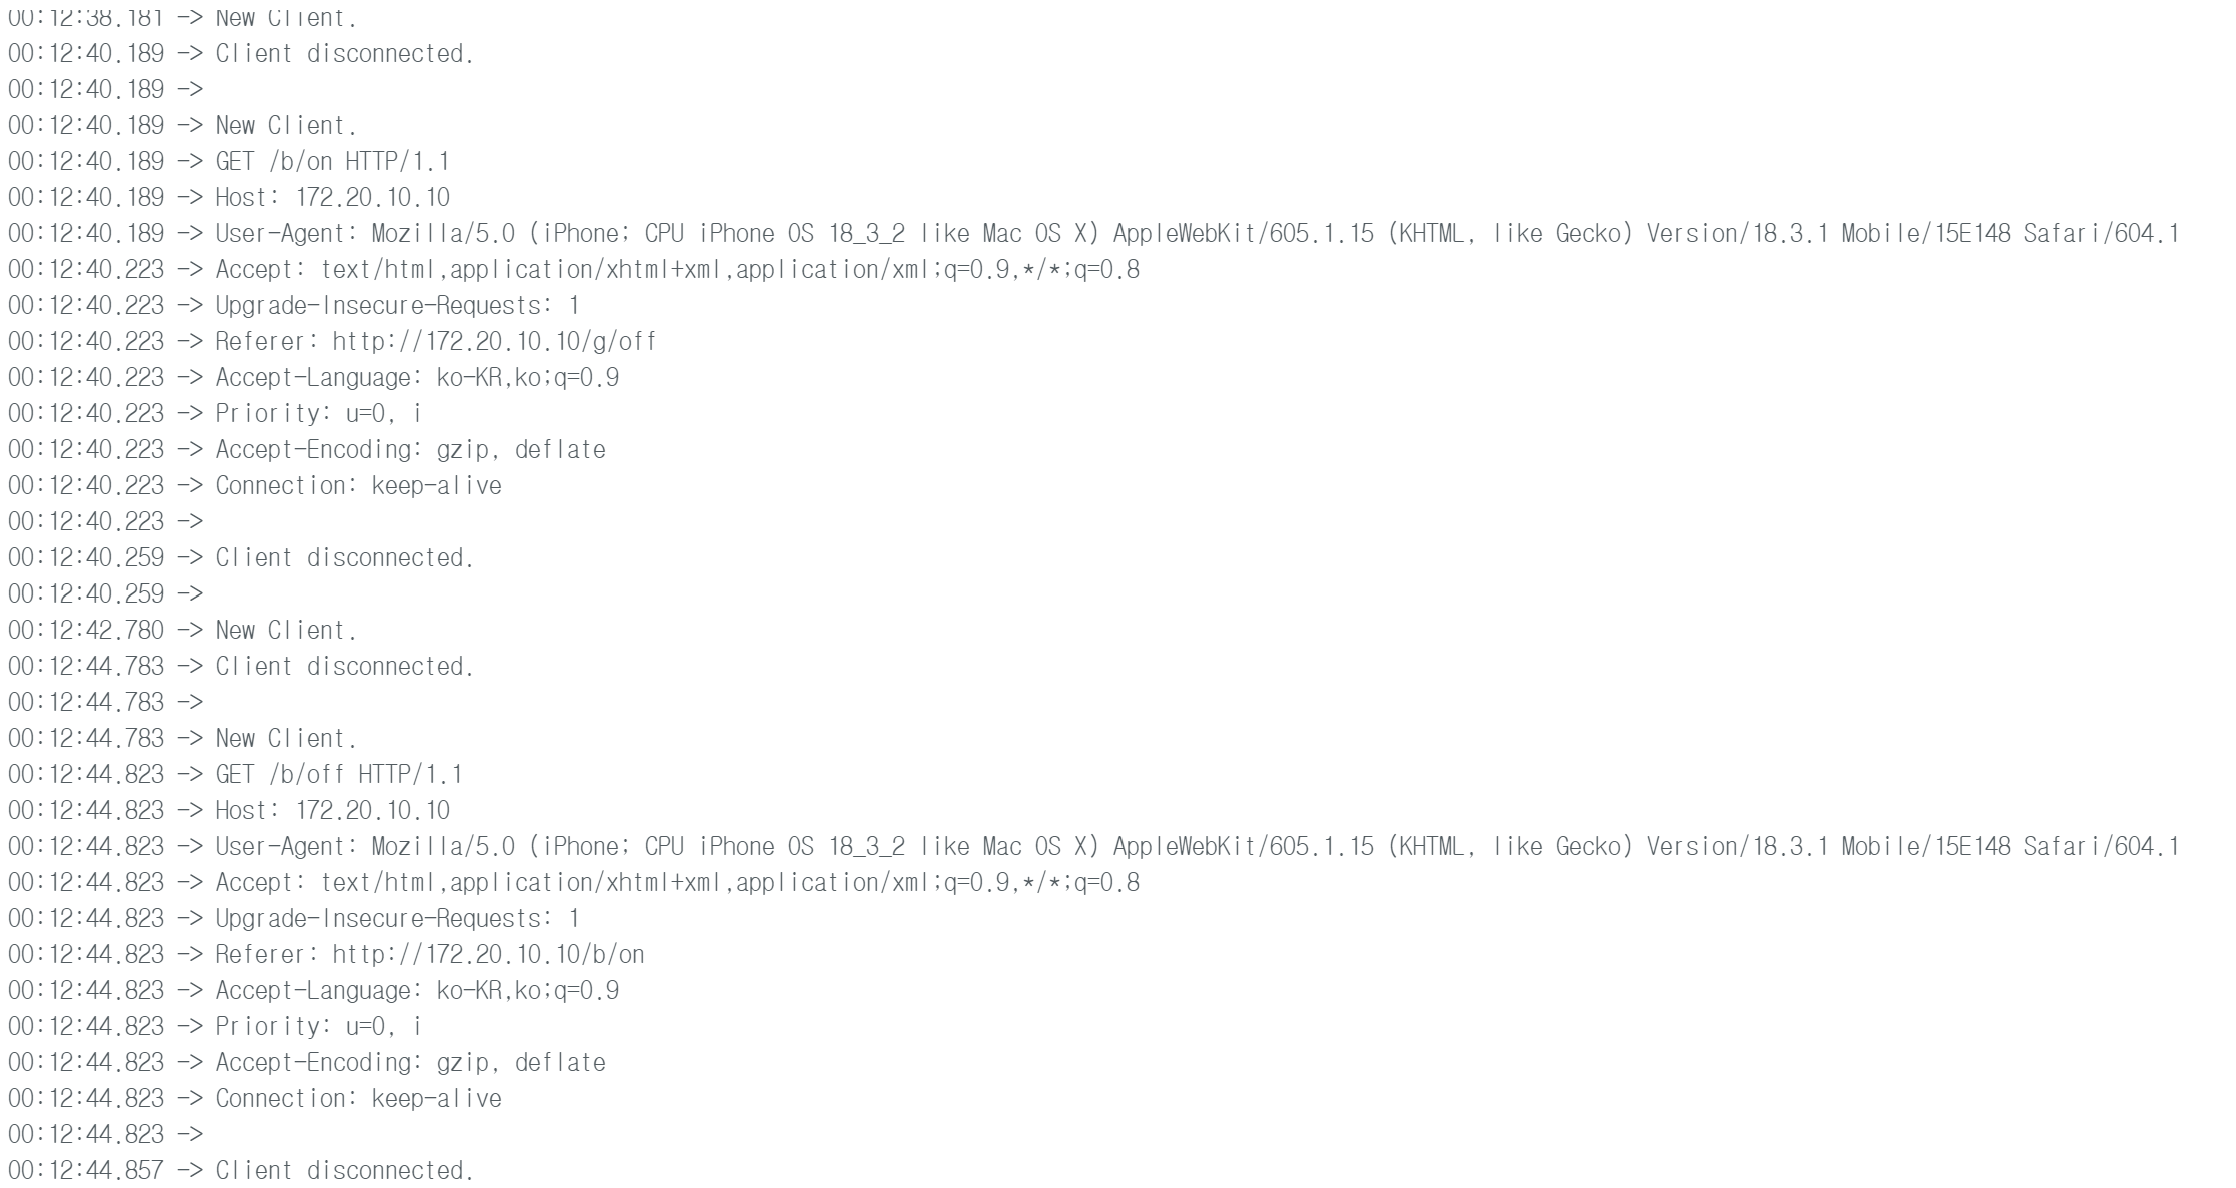 00:12:38.181 -> New Client.
00:12:40.189 -> Client disconnected.
00:12:40.189 ->
00:12:40.189 -> New Client.
00:12:40.189 -> GET /b/on HTTP/1.1
00:12:40.189 -> Host: 172.20.10.10
00:12:40.189 -> User-Agent: Mozilla/5.0 (iPhone; CPU iPhone OS 18_3_2 like Mac OS X) AppleWebKit/605.1.15 (KHTML, like Gecko) Version/18.3.1 Mobile/15E148 Safari/604.1
00:12:40.223 -> Accept: text/html,application/xhtml+xml,application/xml;q=0.9,*/*;q=0.8
00:12:40.223 -> Upgrade-Insecure-Requests: 1
00:12:40.223 -> Referer: http://172.20.10.10/g/off
00:12:40.223 -> Accept-Language: ko-KR,ko;q=0.9
00:12:40.223 -> Priority: u=0, i
00:12:40.223 -> Accept-Encoding: gzip, deflate
00:12:40.223 -> Connection: keep-alive
00:12:40.223 ->
00:12:40.259 -> Client disconnected.
00:12:40.259 ->
00:12:42.780 -> New Client.
00:12:44.783 -> Client disconnected.
00:12:44.783 ->
00:12:44.783 -> New Client.
00:12:44.823 -> GET /b/off HTTP/1.1
00:12:44.823 -> Host: 172.20.10.10
00:12:44.823 -> User-Agent: Mozilla/5.0 (iPhone; CPU iPhone OS 18_3_2 like Mac OS X) AppleWebKit/605.1.15 (KHTML, like Gecko) Version/18.3.1 Mobile/15E148 Safari/604.1
00:12:44.823 -> Accept: text/html,application/xhtml+xml,application/xml;q=0.9,*/*;q=0.8
00:12:44.823 -> Upgrade-Insecure-Requests: 1
00:12:44.823 -> Referer: http://172.20.10.10/b/on
00:12:44.823 -> Accept-Language: ko-KR,ko;q=0.9
00:12:44.823 -> Priority: u=0, i
00:12:44.823 -> Accept-Encoding: gzip, deflate
00:12:44.823 -> Connection: keep-alive
00:12:44.823 ->
00:12:44.857 -> Client disconnected.